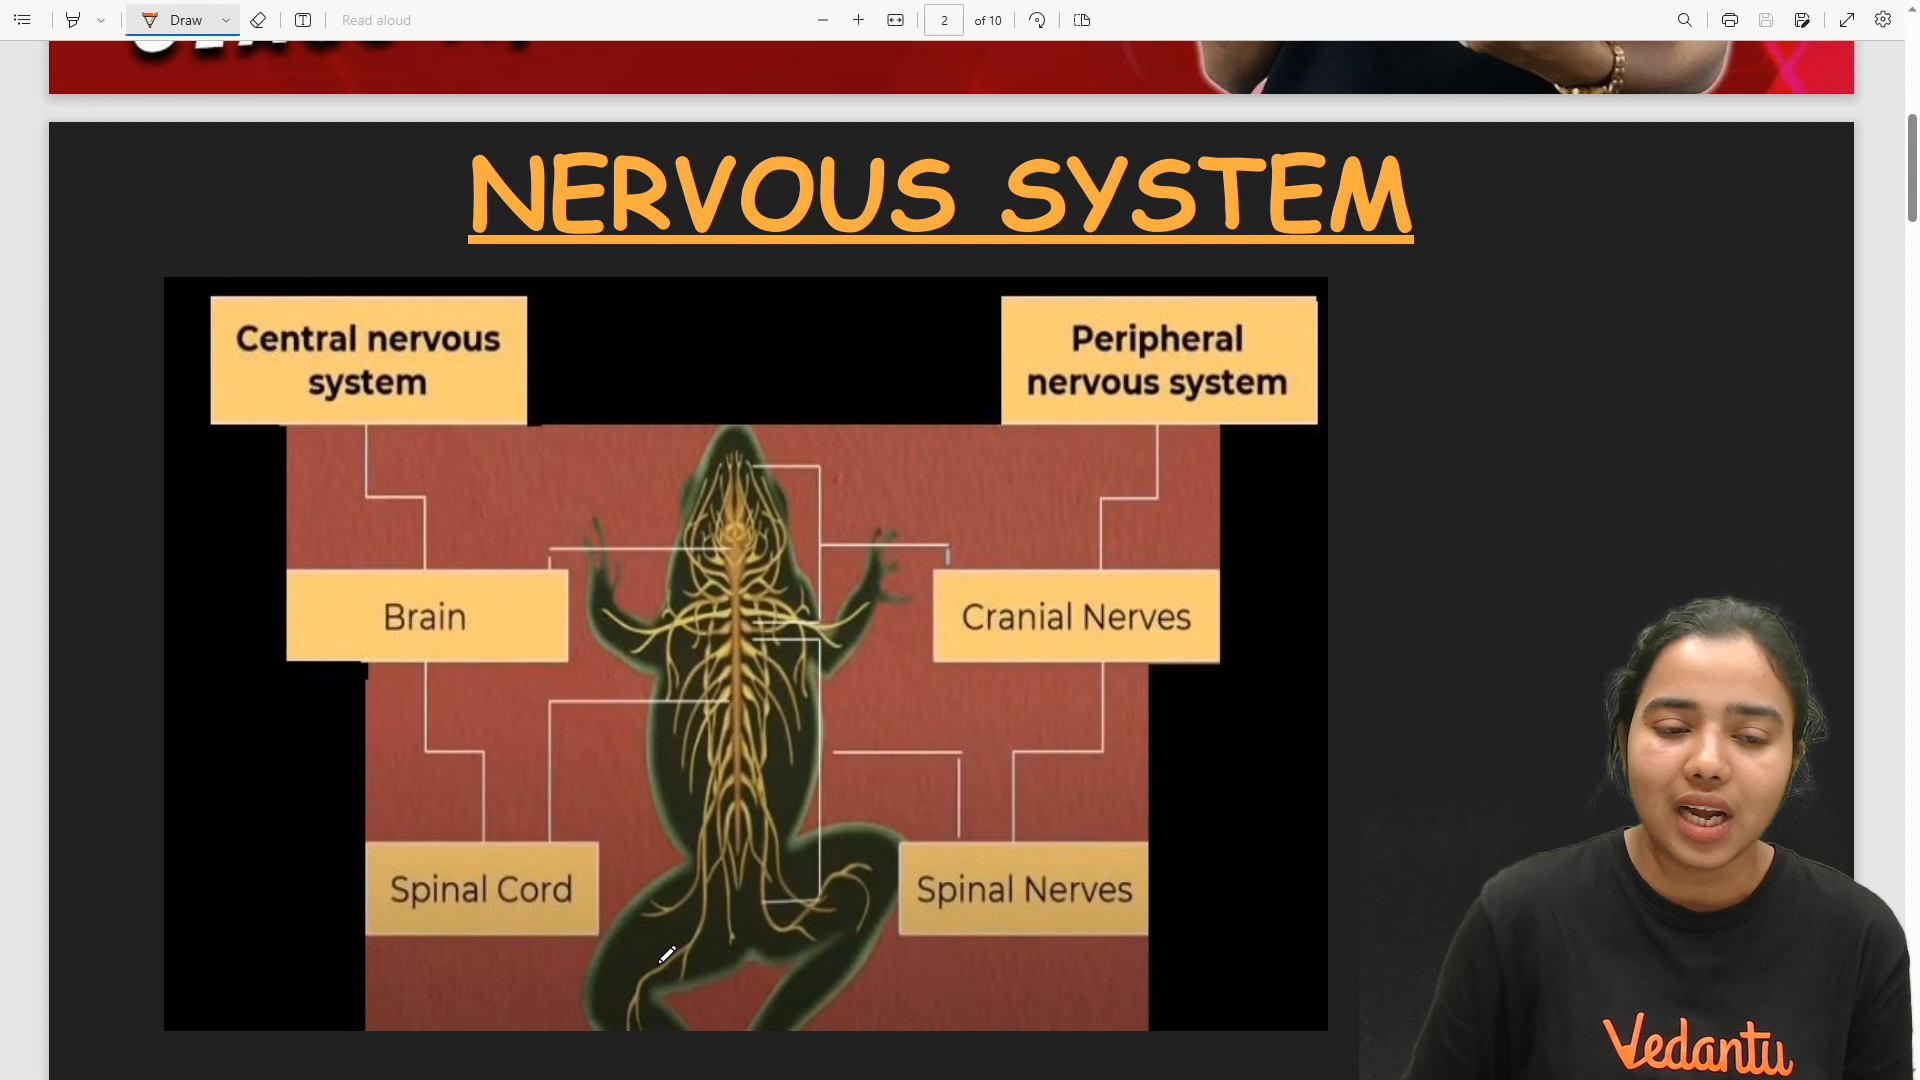 Draw
Read aloud
2
of 10
NERVOUS SYSTEM
Central nervous
system
Peripheral
nervous system
Brain
Cranial Nerves
Spinal Cord
Spinal Nerves
Vedantu